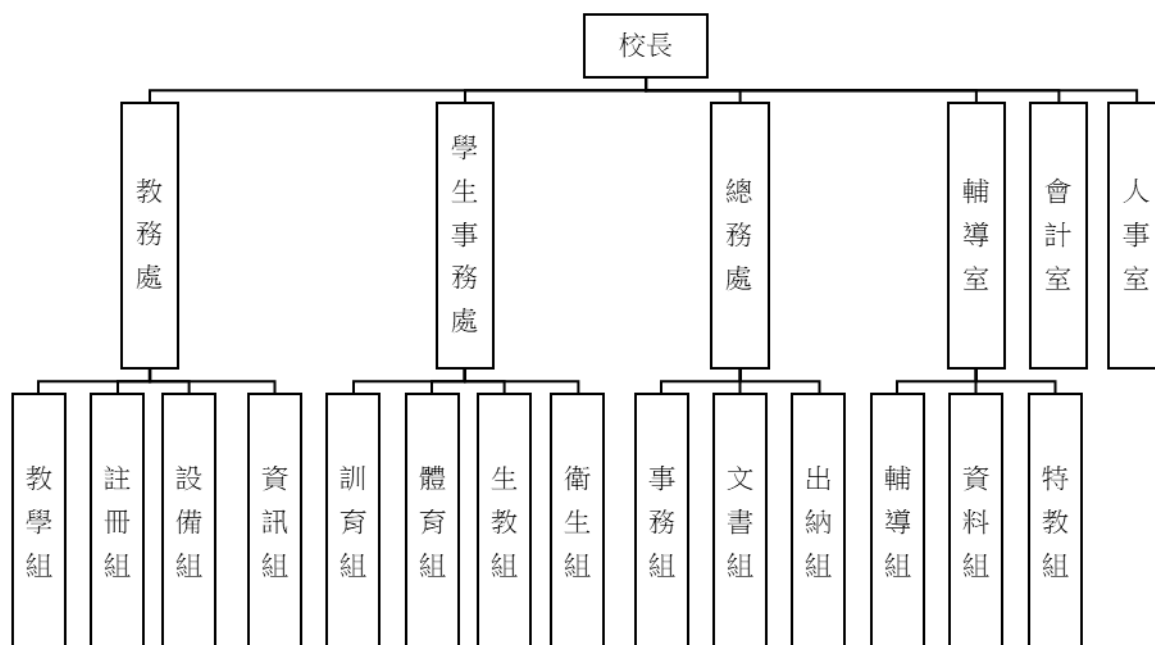 校長
教務處
學生事務處
總務處
輔導室
會計室
人事室
教學組
註冊組
設備組
資訊組
訓育組
體育組
生教組
衛生組
事務組
文書組
出納組
輔導組
資料組
特教組